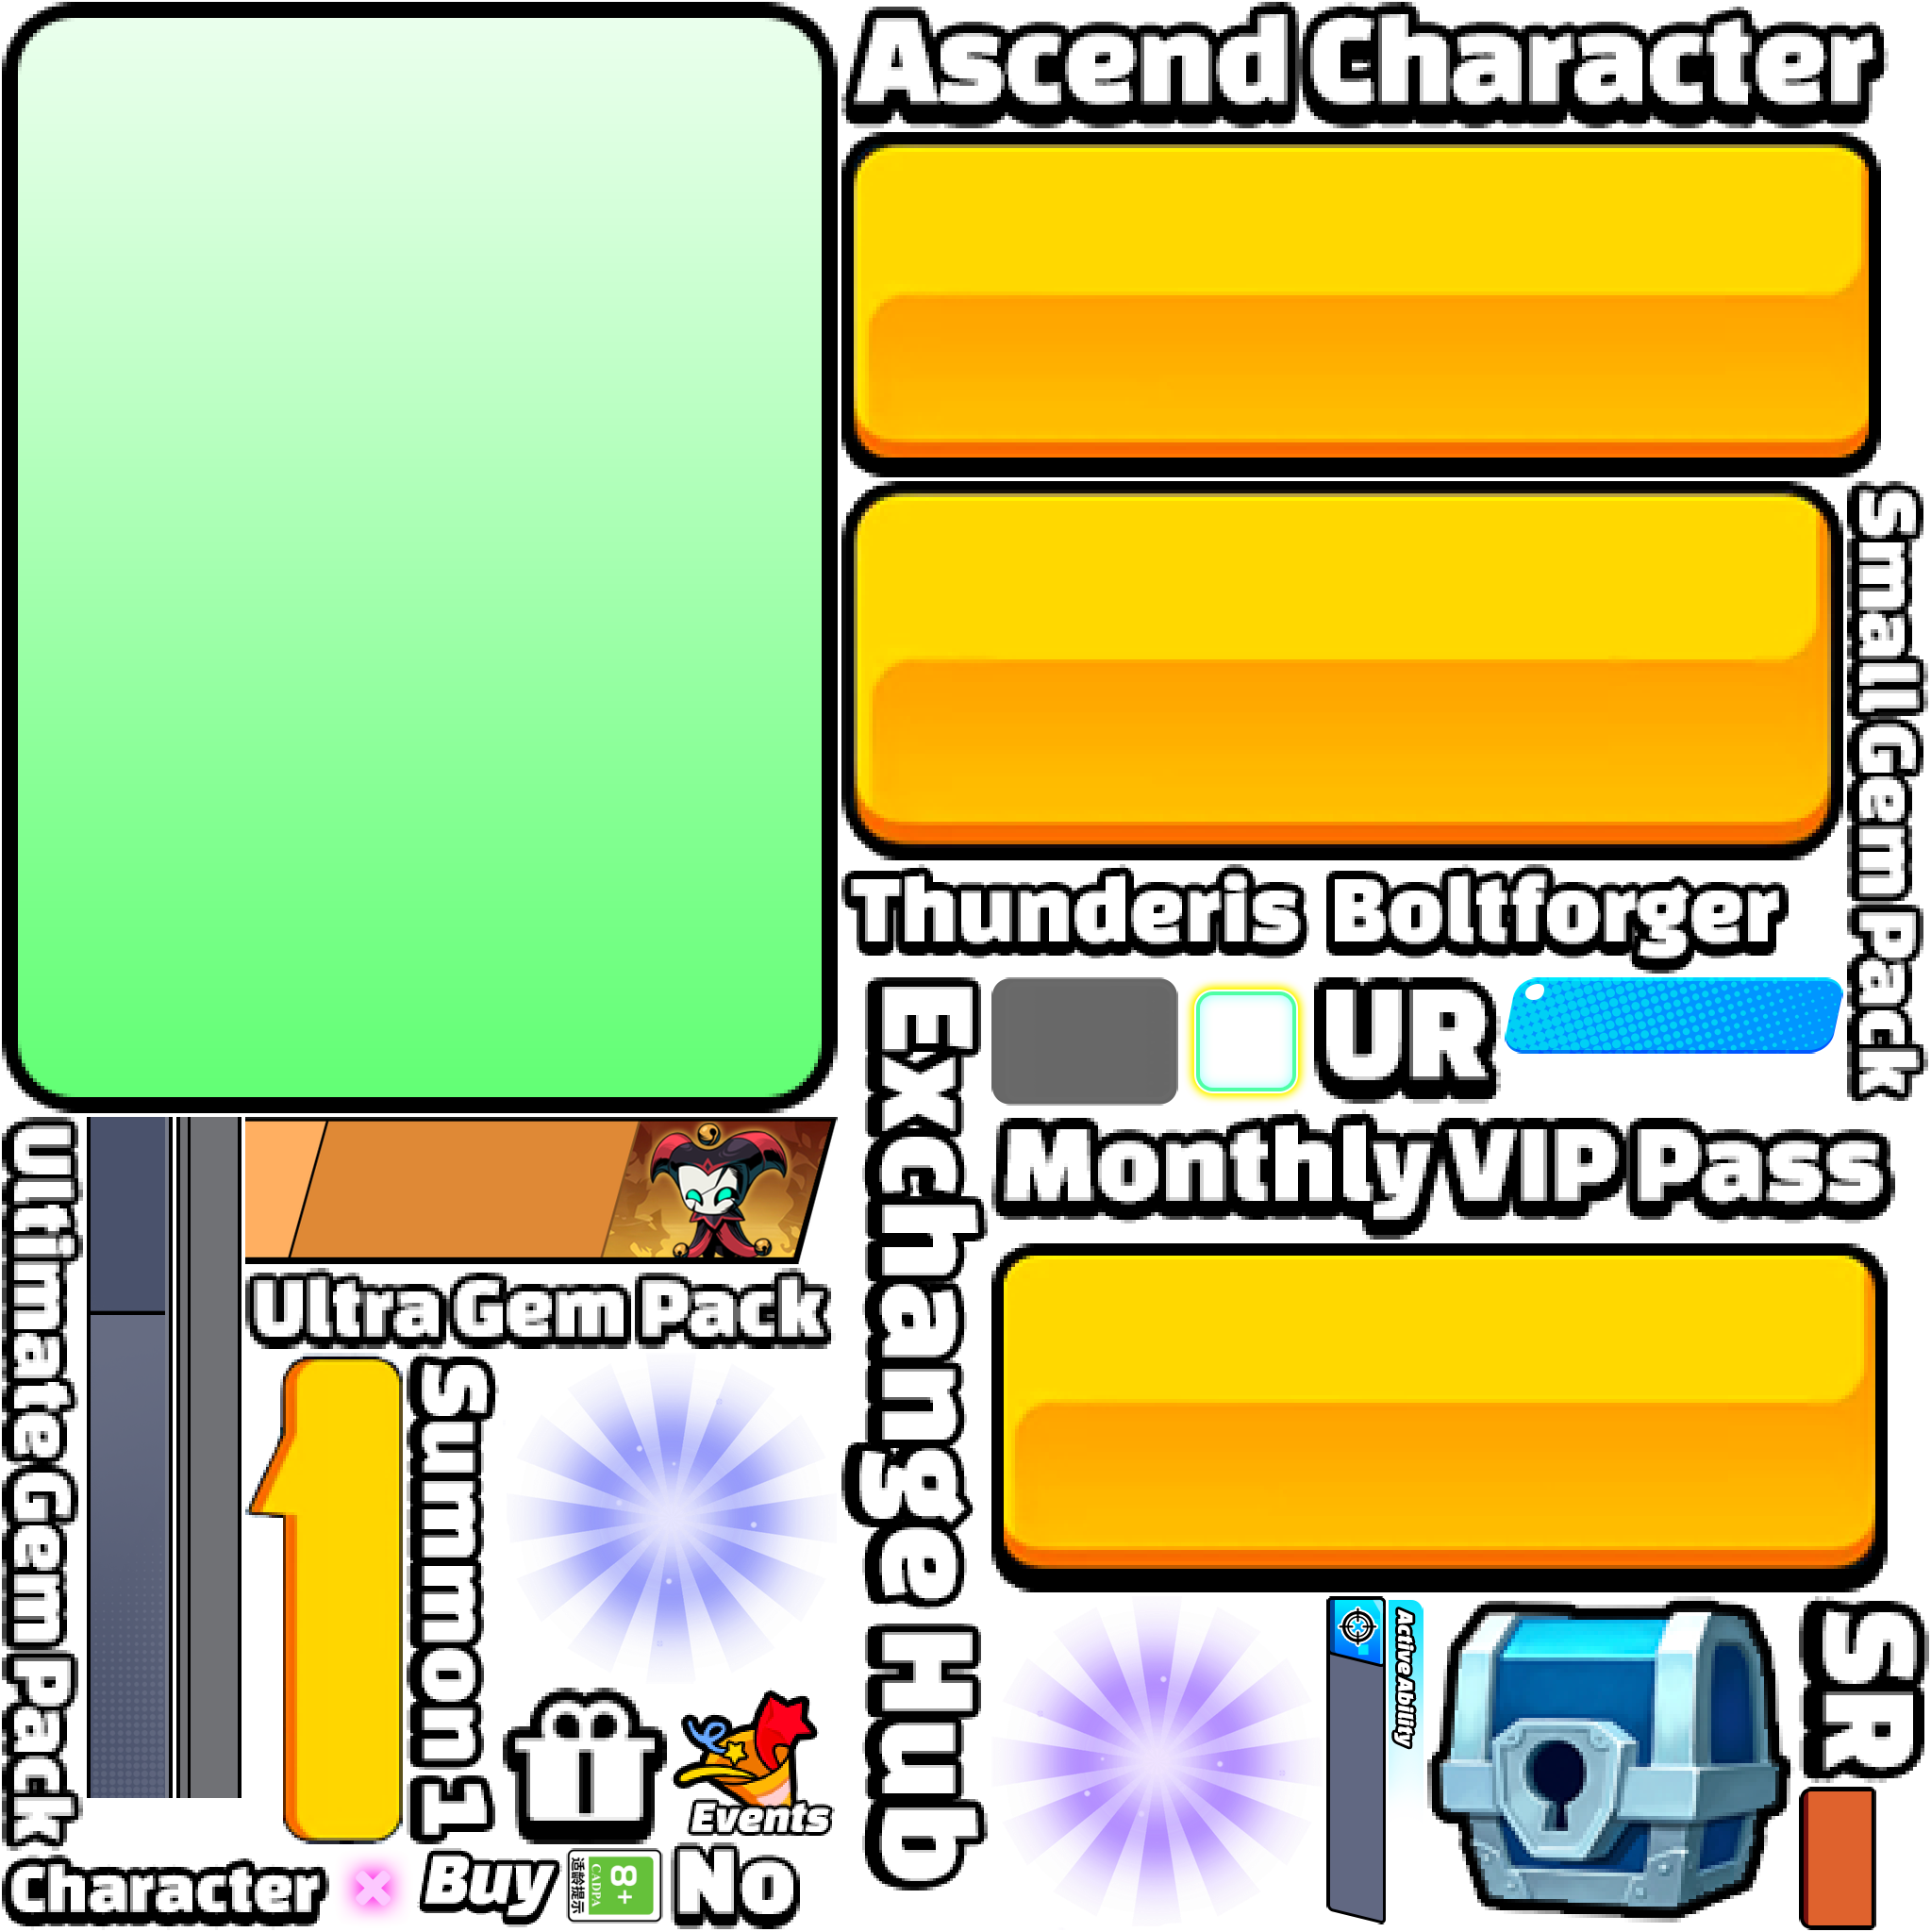 Ascend Character
Small Gem Pack
Thunderis Boltforger
Exchange Hub
UR
Monthly VIP Pass
Ultimate Gem Pack
Ultra Gem Pack
Summon 1
Active Ability
SR
Events
Character
Buy
8+
CADPA
适龄提示
No